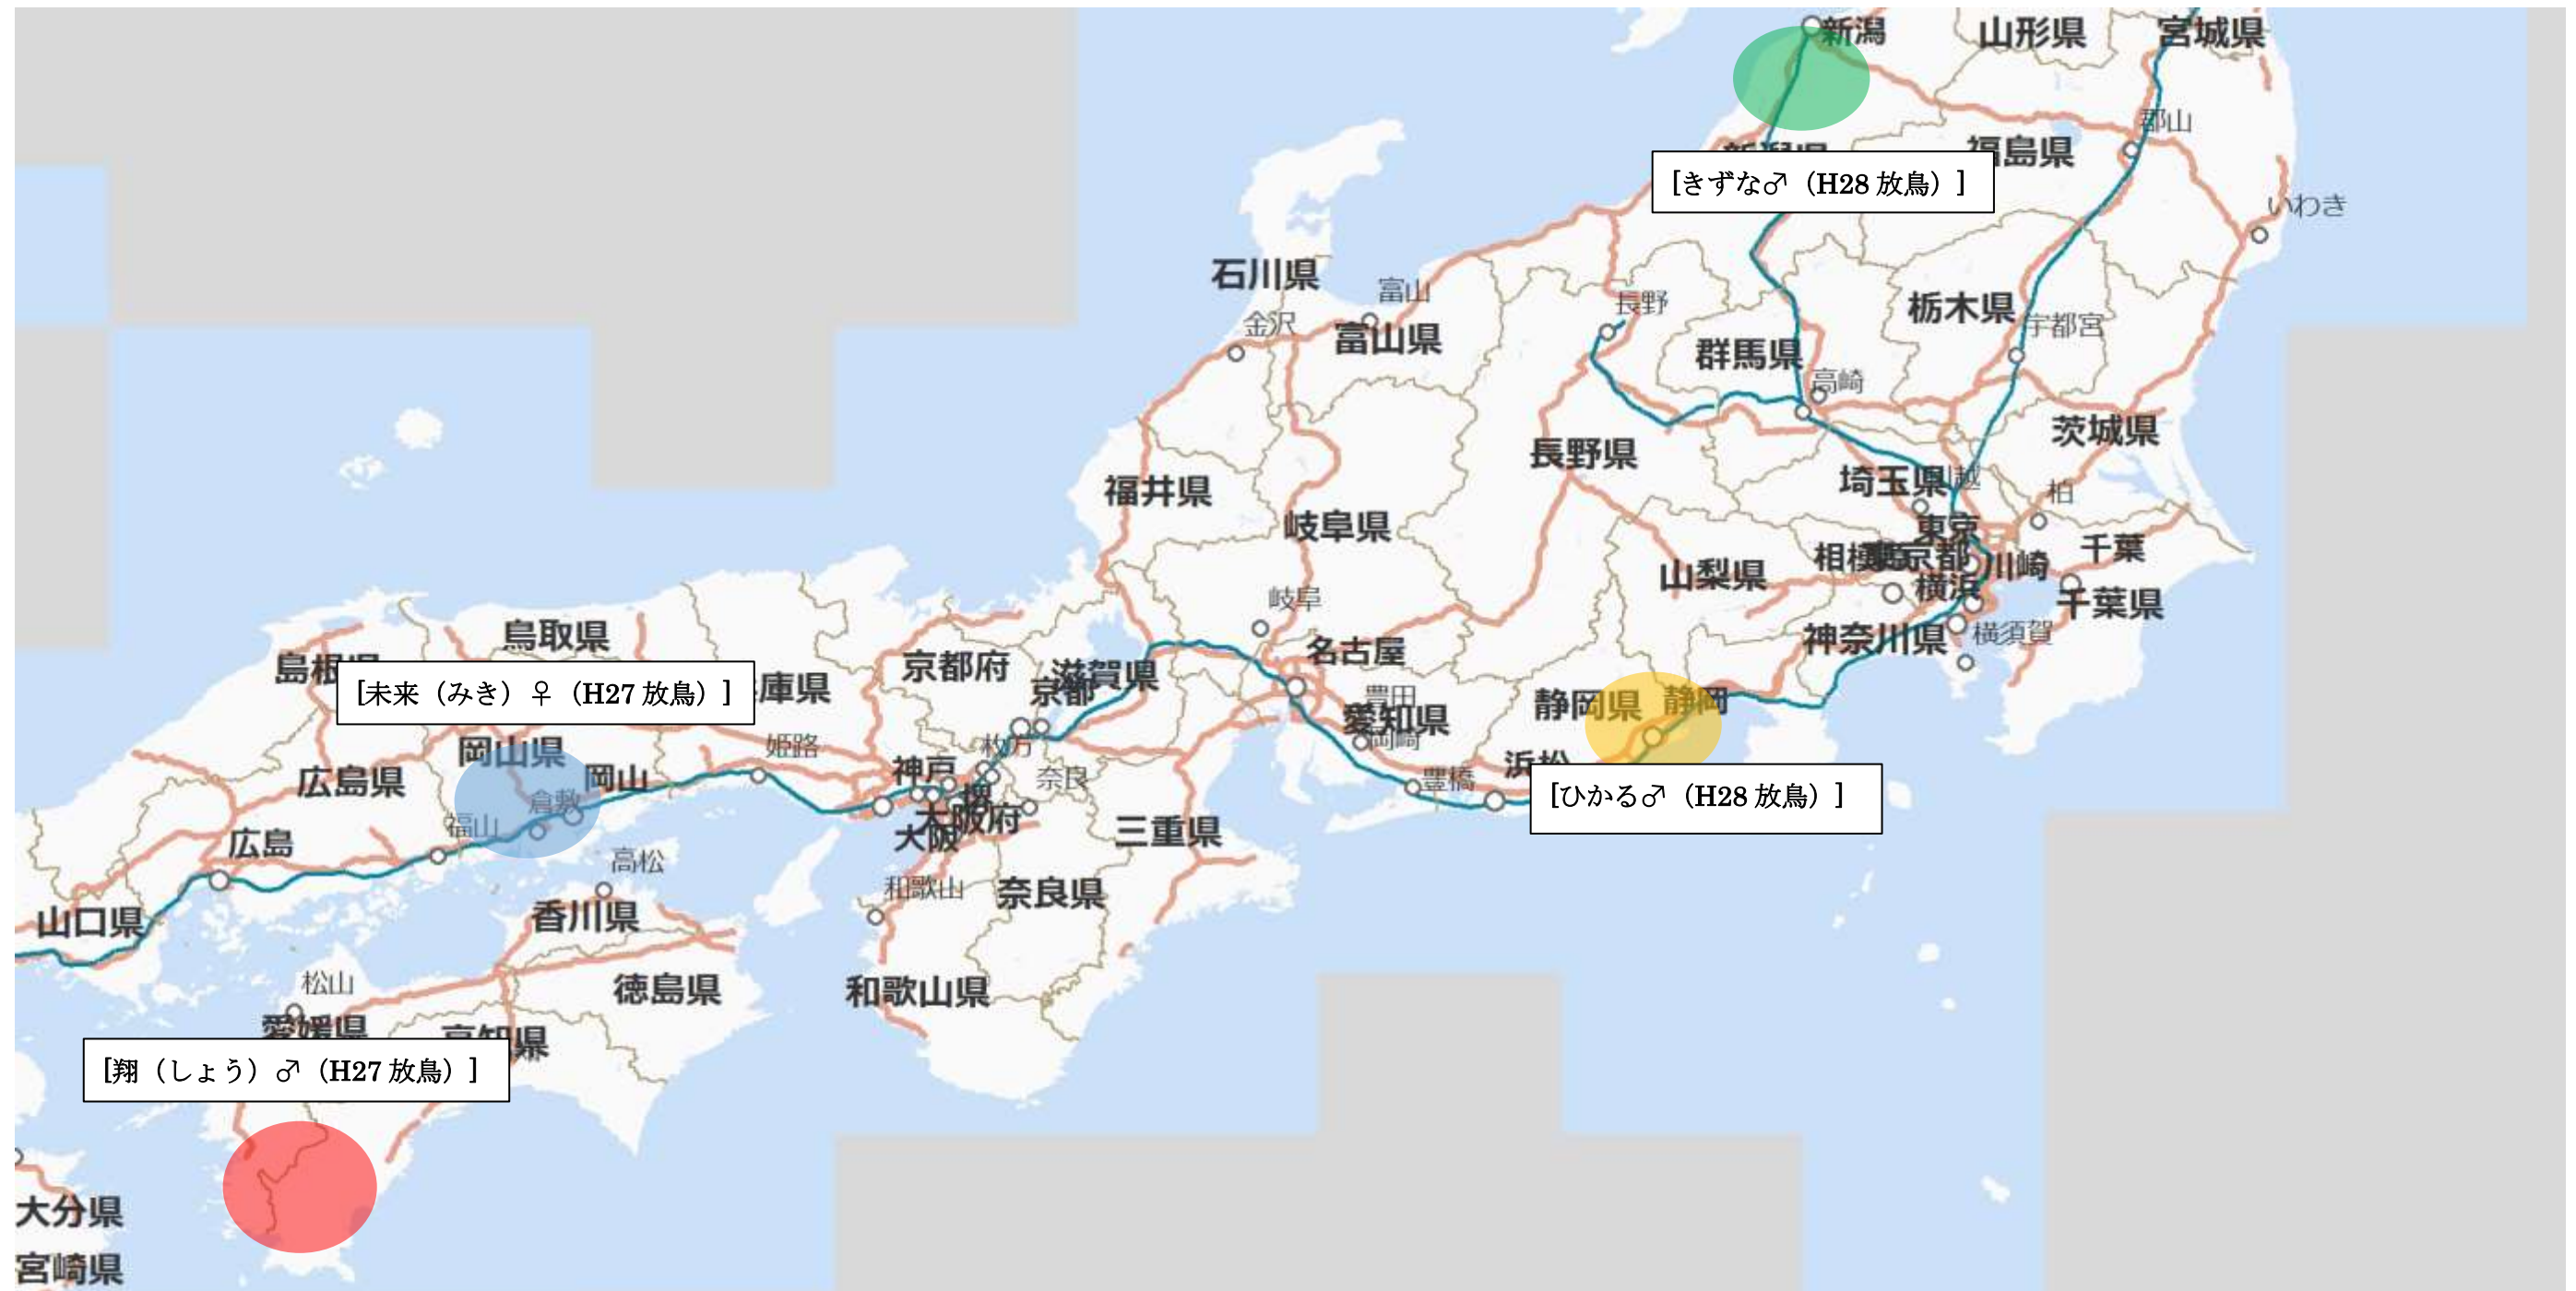 新潟
山形県
宮城県
郡山
福島県
[きずな♂（H28 放鳥）]
いわき
石川県
富山
長野
栃木県
宇都宮
金沢
富山県
群馬県
高崎
茨城県
長野県
埼玉県
川越
柏
福井県
岐阜県
東京
千葉
山梨県
東京都
川崎
横浜
千葉県
岐阜
鳥取県
名古屋
神奈川県
横須賀
島根県
[未来（みき）♀（H27 放鳥）]
庫県
京都府
滋賀県
京都
豊田
愛知県
静岡県
静岡
岡崎
岡山県
姫路
枚方
広島県
岡山
神戸
奈良
豊橋
浜松
[ひかる♂（H28 放鳥）]
倉敷
福山
堺
大阪府
大阪
三重県
広島
高松
和歌山
奈良県
山口県
香川県
松山
徳島県
和歌山県
愛媛県
高知県
[翔（しょう）♂（H27 放鳥）]
大分県
宮崎県